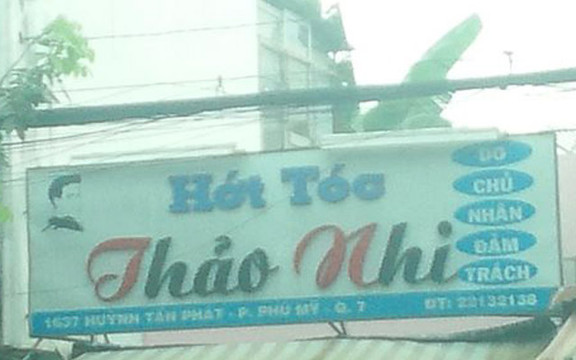 Hớt Tóc
Thảo Nhi
DO
CHỦ
NHÂN
ĐẢM
TRÁCH
1637 HUỲNH TẤN PHÁT - P. PHÚ MỸ - Q. 7
ĐT: 22132138